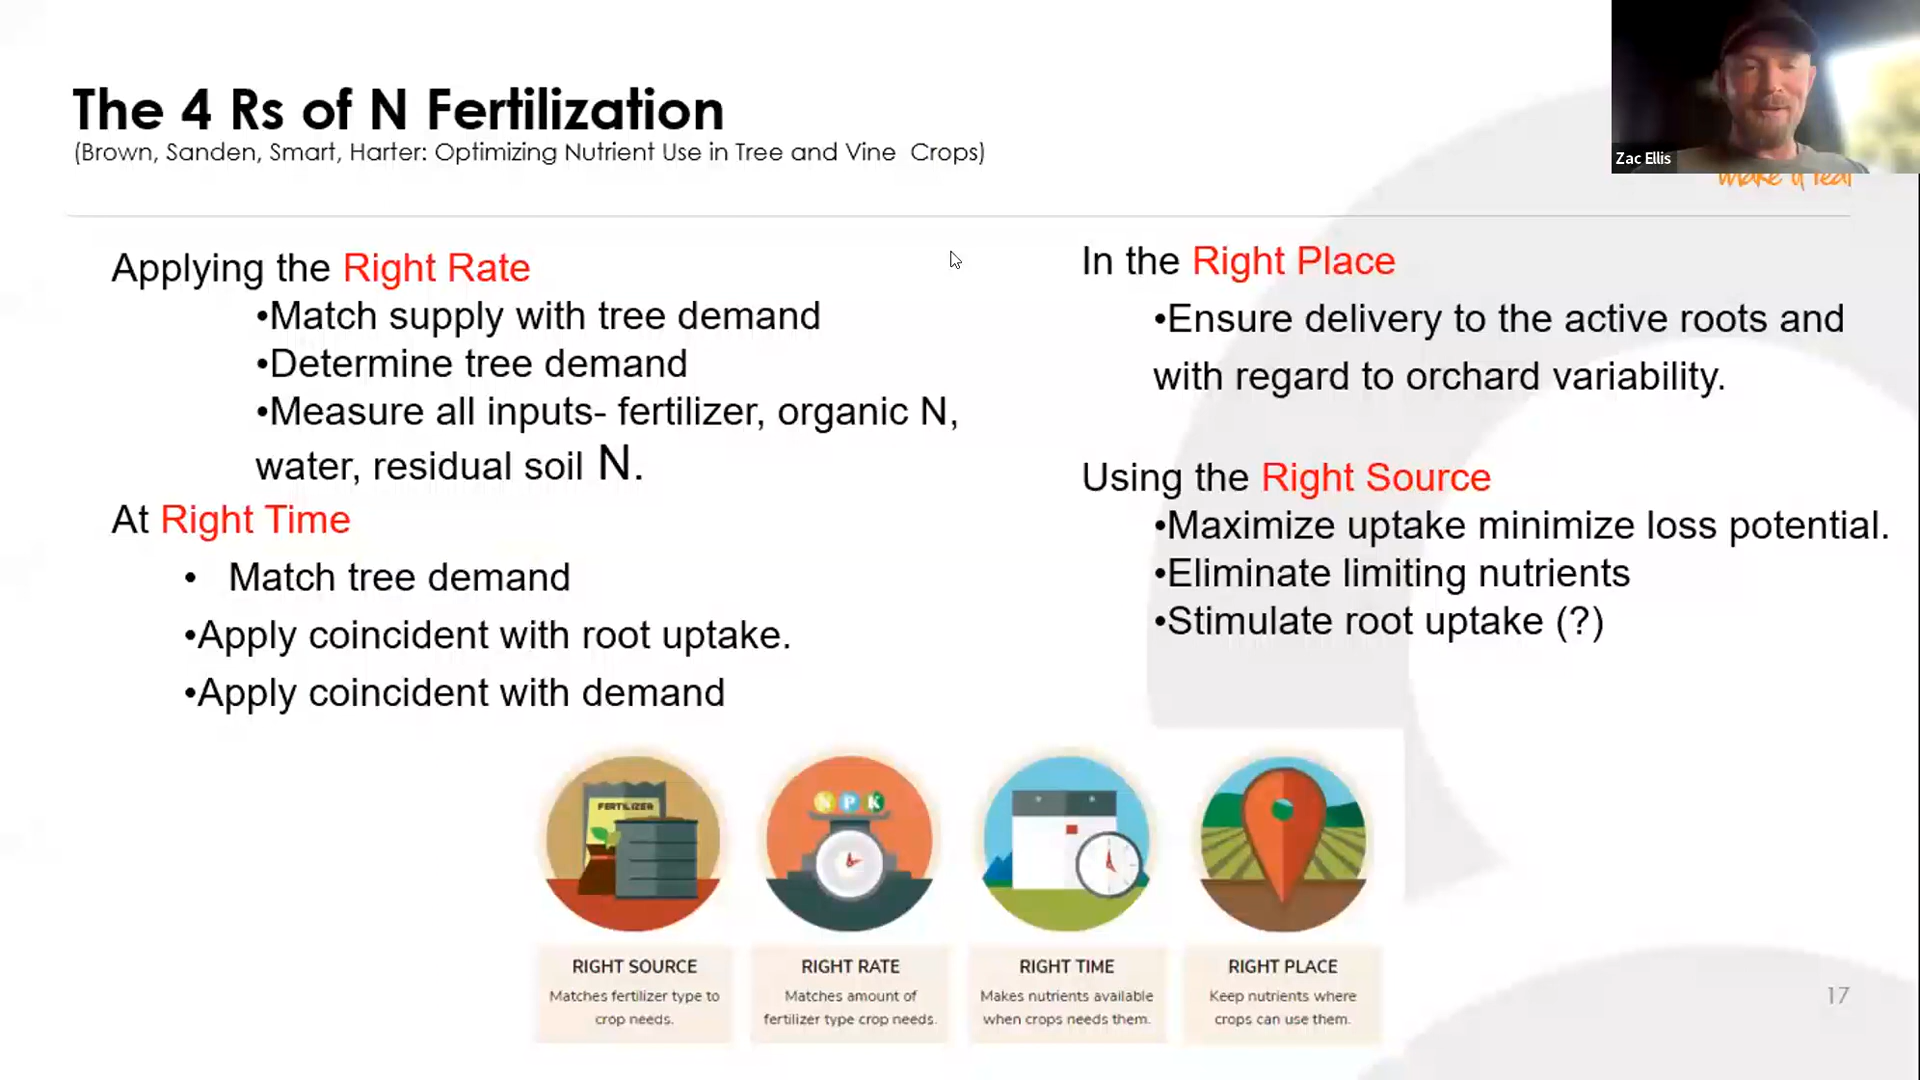 The 4 Rs of N Fertilization
(Brown, Sanden, Smart, Harter: Optimizing Nutrient Use in Tree and Vine Crops)
Zac Ellis
Applying the Right Rate
•Match supply with tree demand
•Determine tree demand
•Measure all inputs- fertilizer, organic N,
water, residual soil N.
At Right Time
• Match tree demand
•Apply coincident with root uptake.
•Apply coincident with demand
In the Right Place
•Ensure delivery to the active roots and
with regard to orchard variability.
Using the Right Source
•Maximize uptake minimize loss potential.
•Eliminate limiting nutrients
•Stimulate root uptake (?)
FERTILIZER
N P K
RIGHT SOURCE
Matches fertilizer type to
crop needs.
RIGHT RATE
Matches amount of
fertilizer type crop needs.
RIGHT TIME
Makes nutrients available
when crops needs them.
RIGHT PLACE
Keep nutrients where
crops can use them.
17